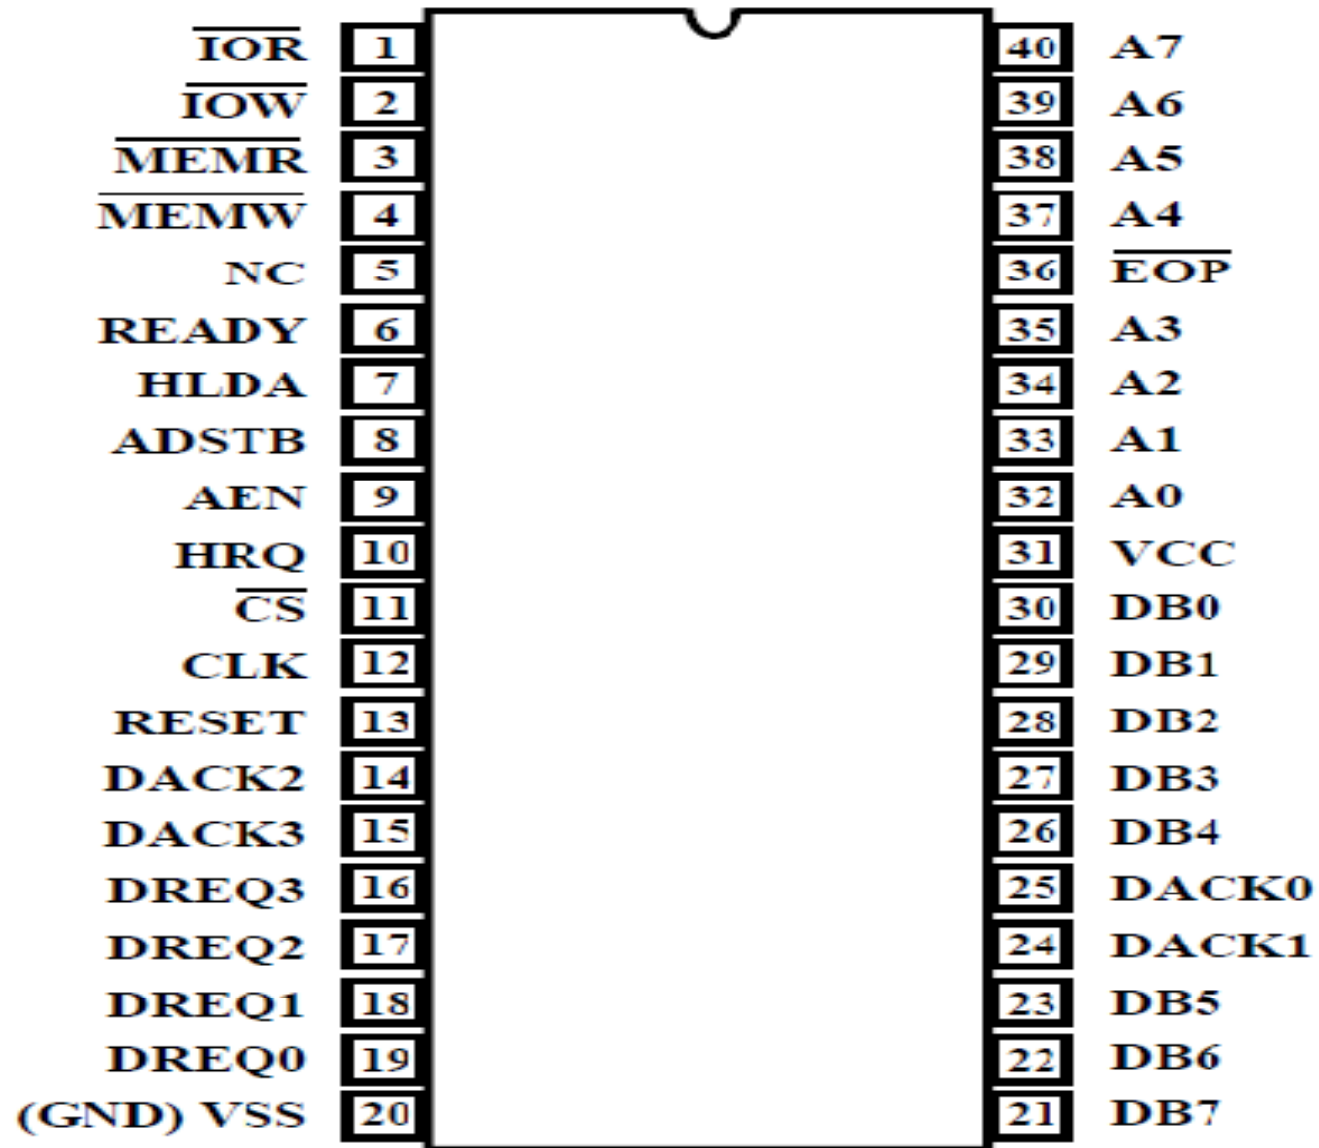 IOR 1 40 A7
IOW 2 39 A6
MEMR 3 38 A5
MEMW 4 37 A4
NC 5 36 EOP
READY 6 35 A3
HLDA 7 34 A2
ADSTB 8 33 A1
AEN 9 32 A0
HRQ 10 31 VCC
CS 11 30 DB0
CLK 12 29 DB1
RESET 13 28 DB2
DACK2 14 27 DB3
DACK3 15 26 DB4
DREQ3 16 25 DACK0
DREQ2 17 24 DACK1
DREQ1 18 23 DB5
DREQ0 19 22 DB6
(GND) VSS 20 21 DB7